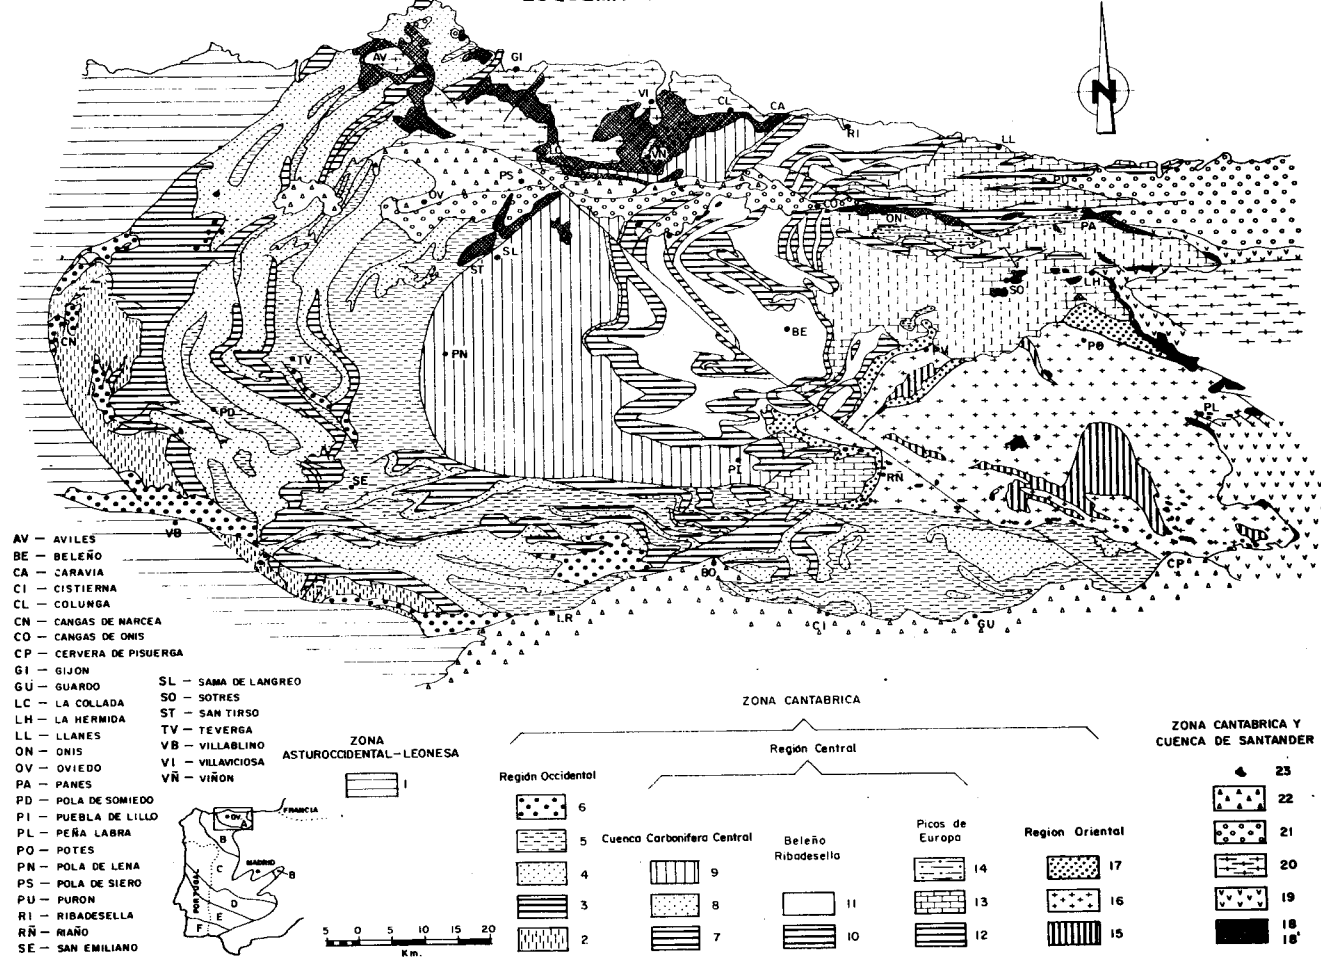 N
AV
GI
VI
CL
CA
RI
LL
VÑ
PS
OV
PU
ON
PA
SL
ST
SO
LH
CN
PN
TV
BE
PO
PD
PL
PI
RÑ
SE
VB
BO
CP
LR
CI
GU
AV — AVILES
BE — BELEÑO
CA — CARAVIA
CI — CISTIERNA
CL — COLUNGA
CN — CANGAS DE NARCEA
CO — CANGAS DE ONIS
CP — CERVERA DE PISUERGA
GI — GIJON
GU — GUARDO
LC — LA COLLADA
LH — LA HERMIDA
LL — LLANES
ON — ONIS
OV — OVIEDO
PA — PANES
PD — POLA DE SOMIEDO
PI — PUEBLA DE LILLO
PL — PEÑA LABRA
PO — POTES
PN — POLA DE LENA
PS — POLA DE SIERO
PU — PURON
RI — RIBADESELLA
RÑ — RIAÑO
SE — SAN EMILIANO
SL — SAMA DE LANGREO
SO — SOTRES
ST — SAN TIRSO
TV — TEVERGA
VB — VILLABLINO
VI — VILLAVICIOSA
VÑ — VIÑON
ZONA
ASTUROCCIDENTAL-LEONESA
1
FRANCIA
OV.
A
B
MADRID
B
C
D
E
F
PORTUGAL
5 0 5 10 15 20
Km.
ZONA CANTABRICA
Región Central
Región Occidental
6
5
4
3
2
Cuenca Carbonífera Central
9
8
7
Beleño
Ribadesella
11
10
Picos de
Europa
14
13
12
Region Oriental
17
16
15
ZONA CANTABRICA Y
CUENCA DE SANTANDER
23
22
21
20
19
18
18'